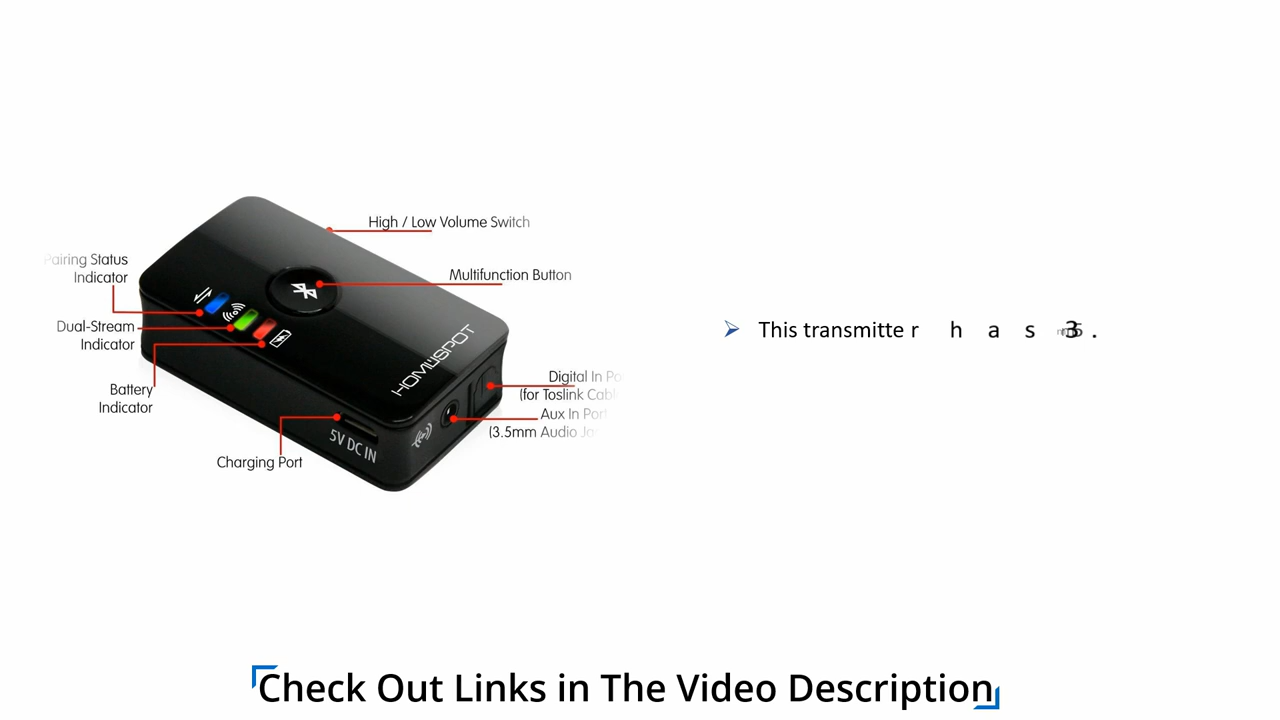 High / Low Volume Switch
Pairing Status
Indicator
Multifunction Button
Dual-Stream
Indicator
This transmitter has 3.
HOMƜSPOT
Digital In
(for Toslink
Battery
Indicator
Aux In Port
(3.5mm Audio
5V DC IN
Charging Port
Check Out Links in The Video Description